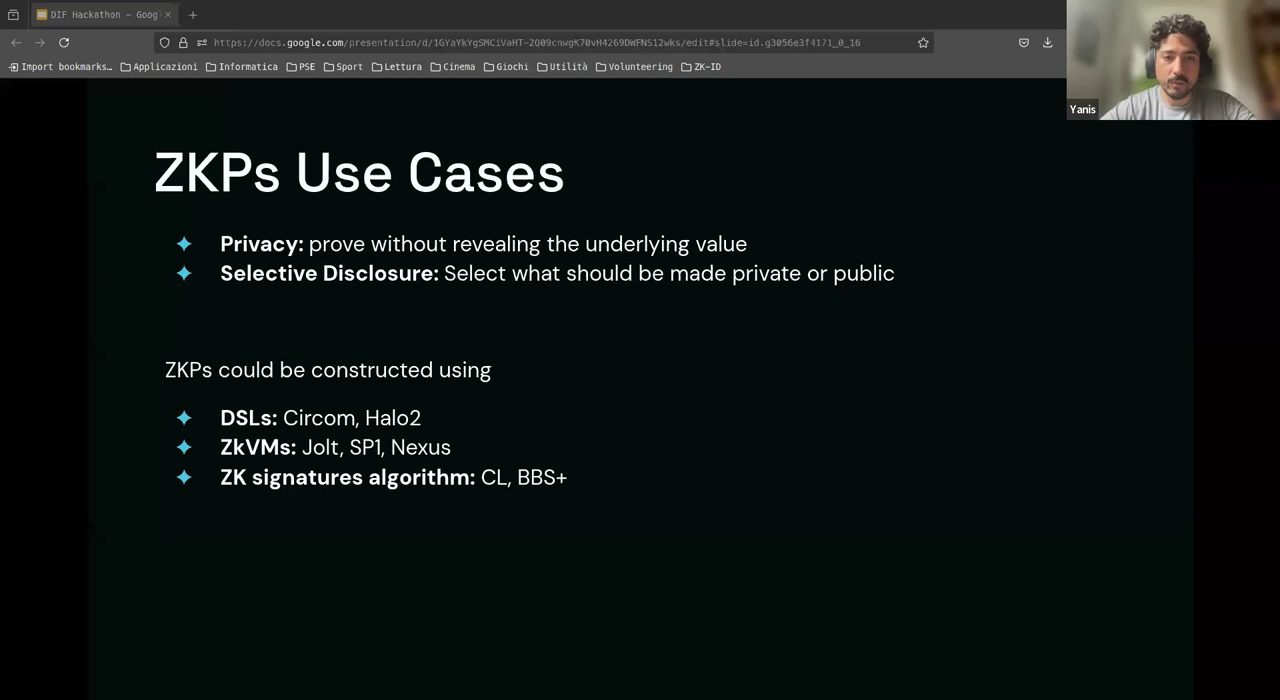 DIF Hackathon – Goog
https://docs.google.com/presentation/d/1GYaYkYgSMCiVaHT-2Q09cnwgK70vH4269DWFNS12wks/edit#slide=id.g3056e3f4171_0_16
Import bookmarks… Applicazioni Informatica PSE Sport Lettura Cinema Giochi Utilità Volunteering ZK-ID
Yanis
ZKPs Use Cases
Privacy: prove without revealing the underlying value
Selective Disclosure: Select what should be made private or public
ZKPs could be constructed using
DSLs: Circom, Halo2
ZkVMs: Jolt, SP1, Nexus
ZK signatures algorithm: CL, BBS+